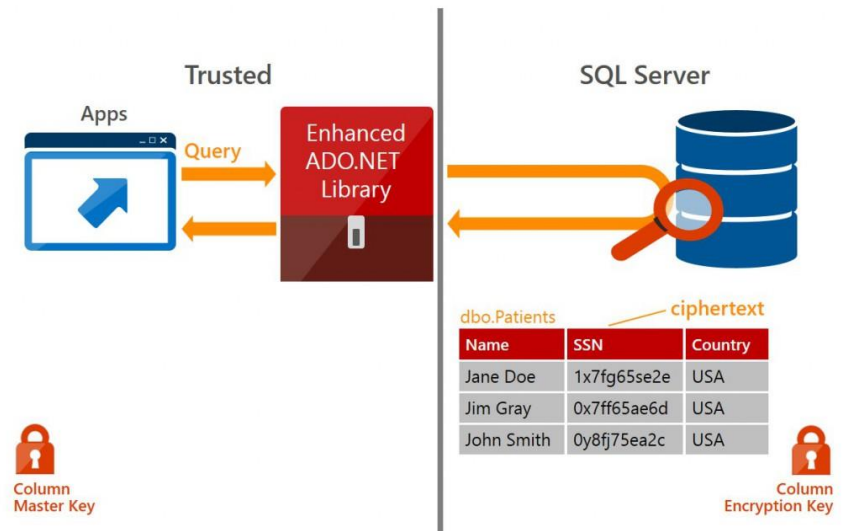 Trusted
SQL Server
Apps
Query
Enhanced
ADO.NET
Library
dbo.Patients
ciphertext
Name SSN Country
Jane Doe 1x7fg65se2e USA
Jim Gray 0x7ff65ae6d USA
John Smith 0y8fj75ea2c USA
Column
Master Key
Column
Encryption Key